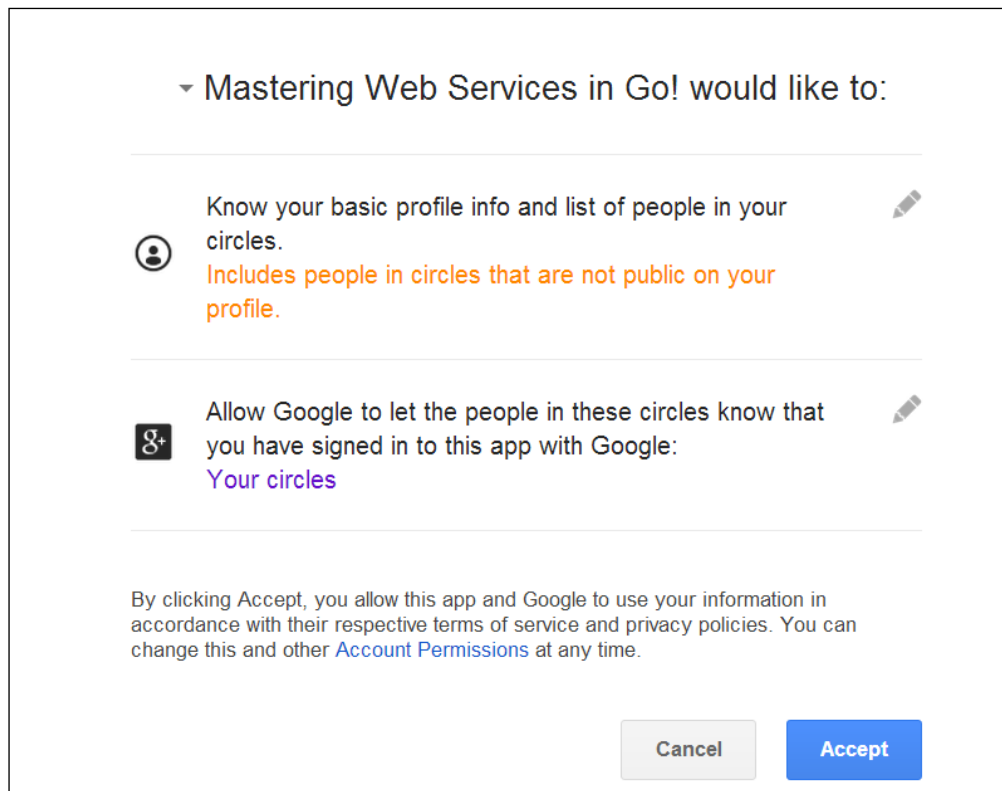 Mastering Web Services in Go! would like to:
Know your basic profile info and list of people in your
circles.
Includes people in circles that are not public on your
profile.
Allow Google to let the people in these circles know that
g+
you have signed in to this app with Google:
Your circles
By clicking Accept, you allow this app and Google to use your information in
accordance with their respective terms of service and privacy policies. You can
change this and other Account Permissions at any time.
Cancel Accept